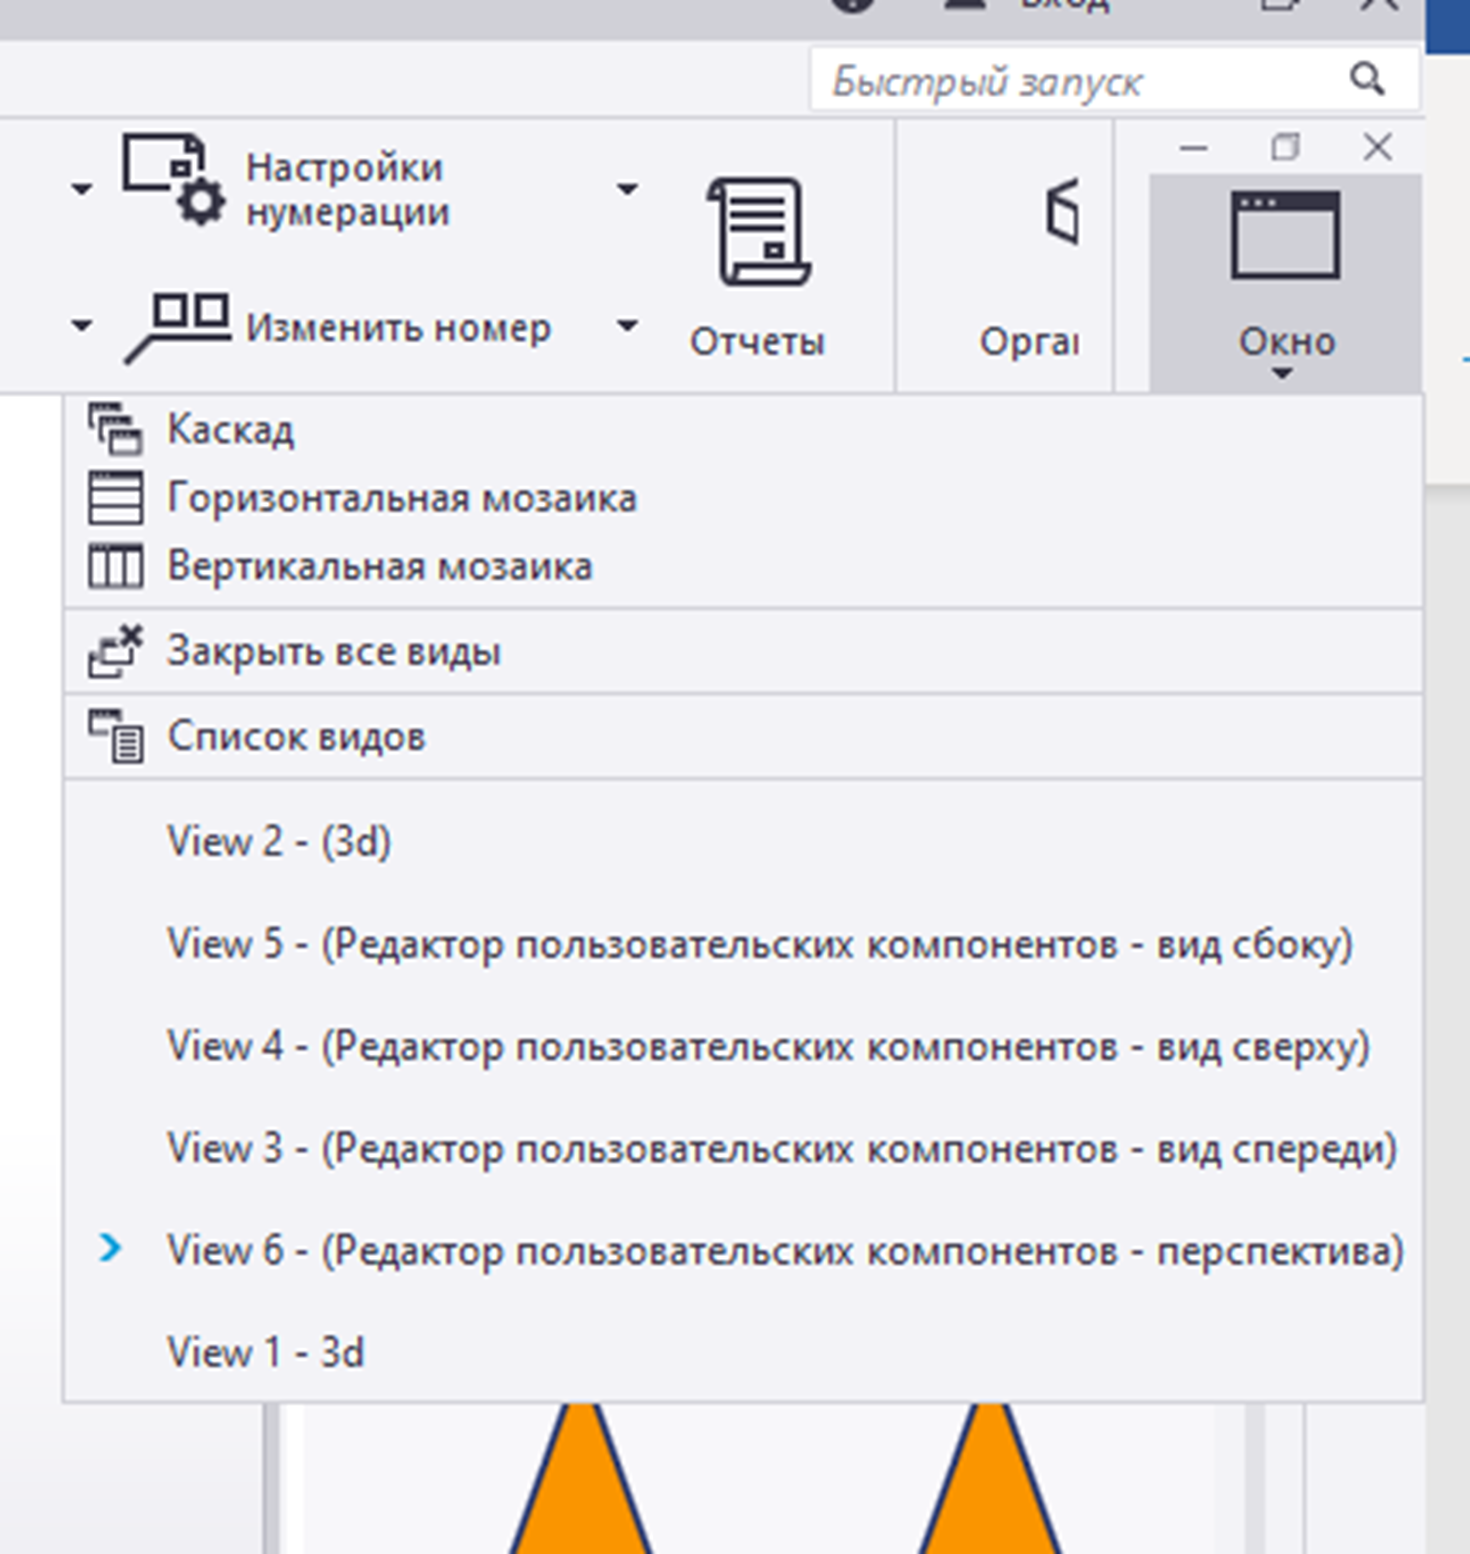 Вход
Быстрый запуск
Настройки
нумерации
Изменить номер
Отчеты
Окно
Каскад
Горизонтальная мозаика
Вертикальная мозаика
Закрыть все виды
Список видов
View 2 - (3d)
View 5 - (Редактор пользовательских компонентов - вид сбоку)
View 4 - (Редактор пользовательских компонентов - вид сверху)
View 3 - (Редактор пользовательских компонентов - вид спереди)
View 6 - (Редактор пользовательских компонентов - перспектива)
View 1 - 3d